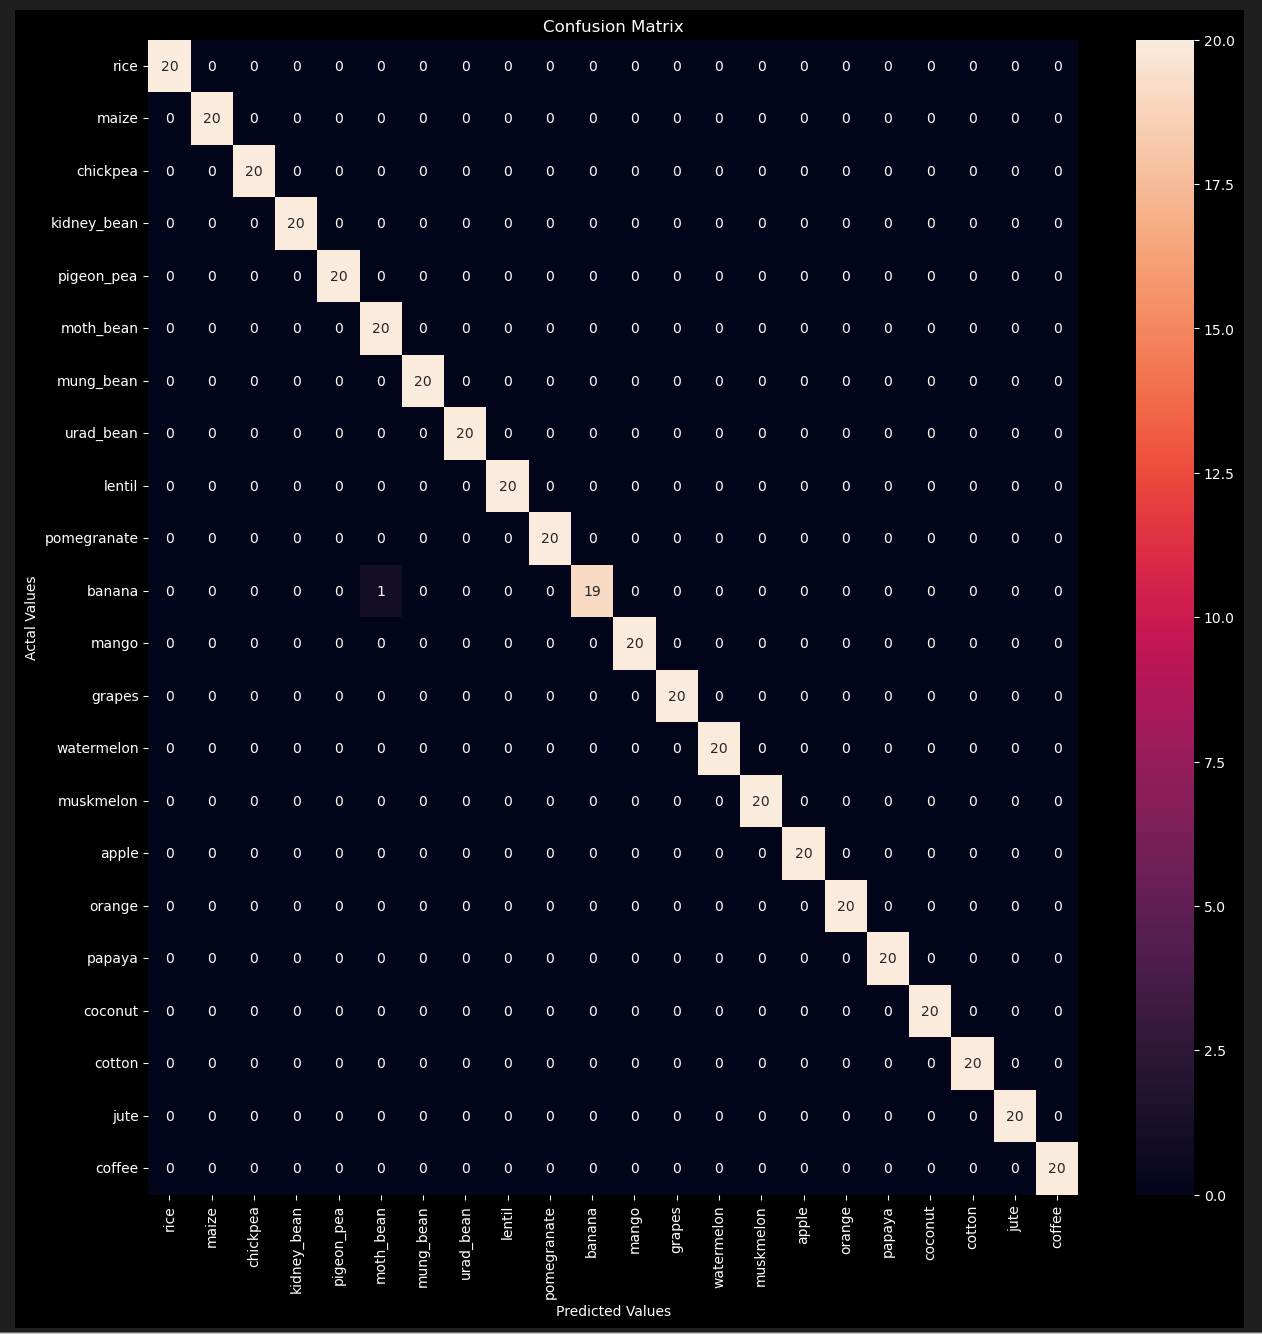 Confusion Matrix
rice 20 0 0 0 0 0 0 0 0 0 0 0 0 0 0 0 0 0 0 0 0 0
maize 0 20 0 0 0 0 0 0 0 0 0 0 0 0 0 0 0 0 0 0 0 0
chickpea 0 0 20 0 0 0 0 0 0 0 0 0 0 0 0 0 0 0 0 0 0 0
kidney_bean 0 0 0 20 0 0 0 0 0 0 0 0 0 0 0 0 0 0 0 0 0 0
pigeon_pea 0 0 0 0 20 0 0 0 0 0 0 0 0 0 0 0 0 0 0 0 0 0
moth_bean 0 0 0 0 0 20 0 0 0 0 0 0 0 0 0 0 0 0 0 0 0 0
mung_bean 0 0 0 0 0 0 20 0 0 0 0 0 0 0 0 0 0 0 0 0 0 0
urad_bean 0 0 0 0 0 0 0 20 0 0 0 0 0 0 0 0 0 0 0 0 0 0
lentil 0 0 0 0 0 0 0 0 20 0 0 0 0 0 0 0 0 0 0 0 0 0
pomegranate 0 0 0 0 0 0 0 0 0 20 0 0 0 0 0 0 0 0 0 0 0 0
banana 0 0 0 0 0 1 0 0 0 0 19 0 0 0 0 0 0 0 0 0 0 0
mango 0 0 0 0 0 0 0 0 0 0 0 20 0 0 0 0 0 0 0 0 0 0
grapes 0 0 0 0 0 0 0 0 0 0 0 0 20 0 0 0 0 0 0 0 0 0
watermelon 0 0 0 0 0 0 0 0 0 0 0 0 0 20 0 0 0 0 0 0 0 0
muskmelon 0 0 0 0 0 0 0 0 0 0 0 0 0 0 20 0 0 0 0 0 0 0
apple 0 0 0 0 0 0 0 0 0 0 0 0 0 0 0 20 0 0 0 0 0 0
orange 0 0 0 0 0 0 0 0 0 0 0 0 0 0 0 0 20 0 0 0 0 0
papaya 0 0 0 0 0 0 0 0 0 0 0 0 0 0 0 0 0 20 0 0 0 0
coconut 0 0 0 0 0 0 0 0 0 0 0 0 0 0 0 0 0 0 20 0 0 0
cotton 0 0 0 0 0 0 0 0 0 0 0 0 0 0 0 0 0 0 0 20 0 0
jute 0 0 0 0 0 0 0 0 0 0 0 0 0 0 0 0 0 0 0 0 20 0
coffee 0 0 0 0 0 0 0 0 0 0 0 0 0 0 0 0 0 0 0 0 0 20
Actal Values
rice maize chickpea kidney_bean pigeon_pea moth_bean mung_bean urad_bean lentil pomegranate banana mango grapes watermelon muskmelon apple orange papaya coconut cotton jute coffee
Predicted Values
20.0
17.5
15.0
12.5
10.0
7.5
5.0
2.5
0.0